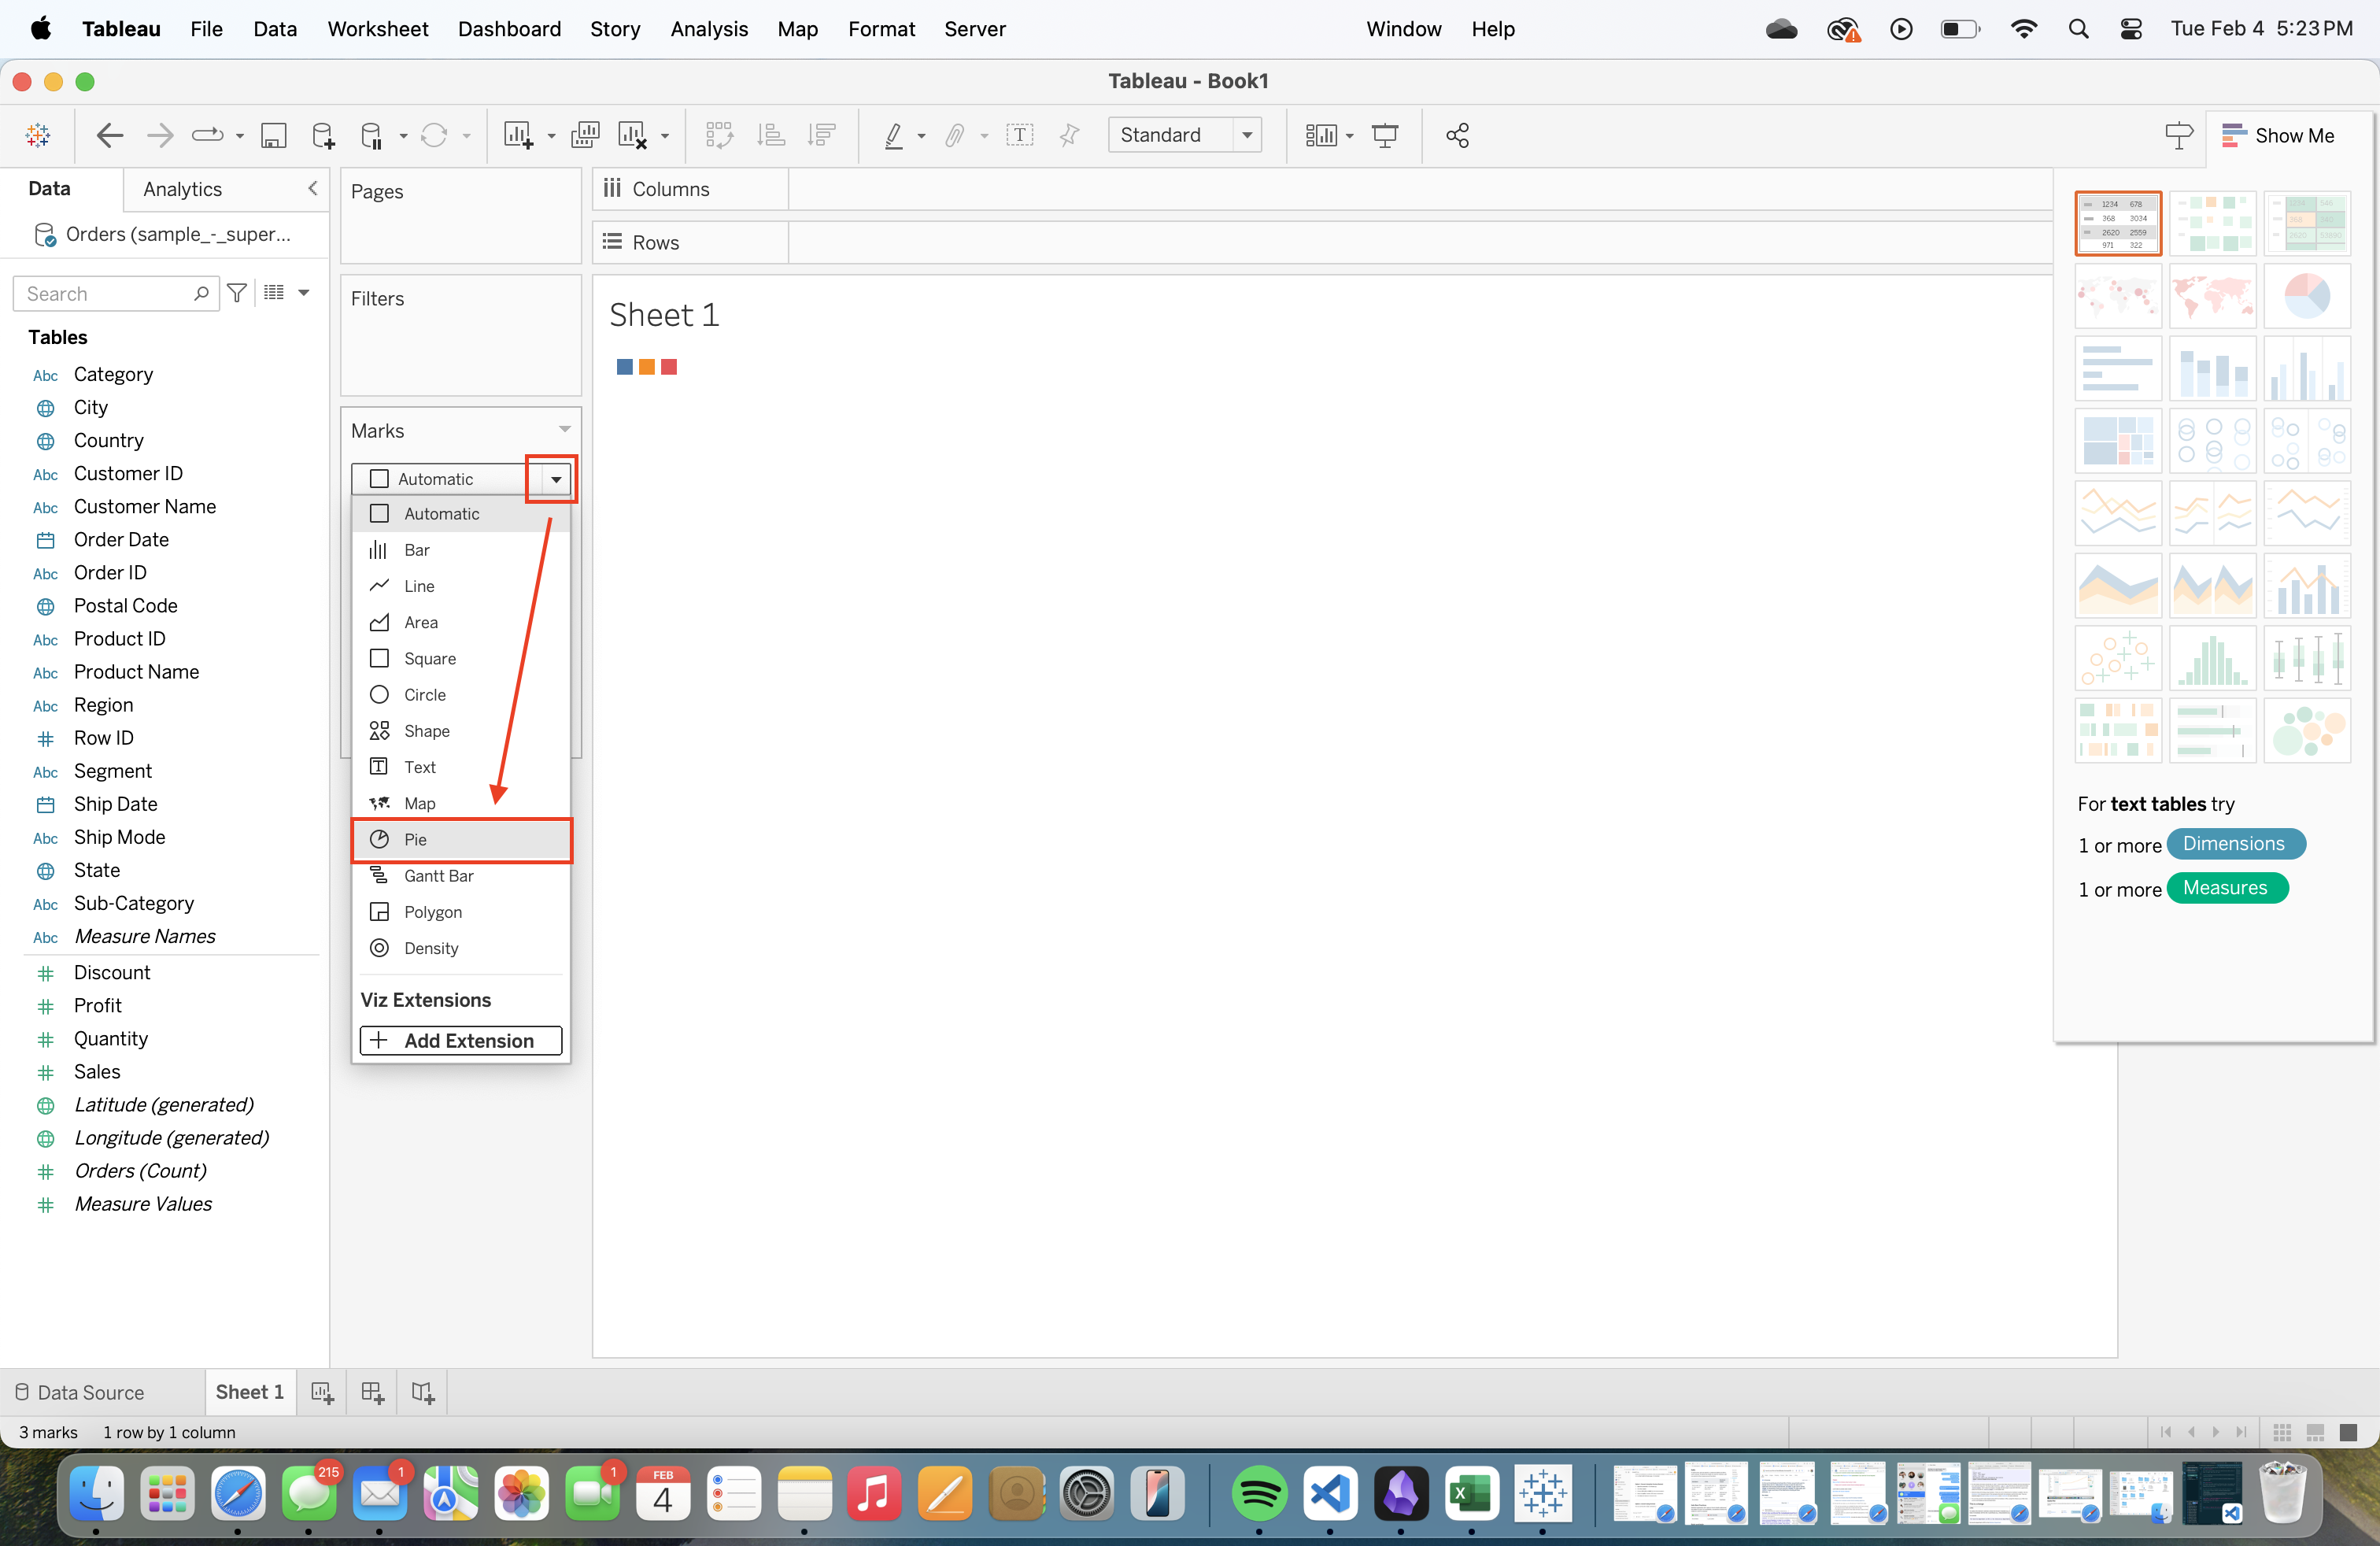 Tableau File Data Worksheet Dashboard Story Analysis Map Format Server Window Help Tue Feb 4 5:23 PM
Tableau - Book1
Standard
Show Me
Data Analytics
Orders (sample_-_super...
Search
Tables
Abc Category
City
Country
Abc Customer ID
Abc Customer Name
Order Date
Abc Order ID
Postal Code
Abc Product ID
Abc Product Name
Abc Region
Row ID
Abc Segment
Ship Date
Abc Ship Mode
State
Abc Sub-Category
Abc Measure Names
Discount
Profit
Quantity
Sales
Latitude (generated)
Longitude (generated)
Orders (Count)
Measure Values
Pages
Filters
Marks
Automatic
Automatic
Bar
Line
Area
Square
Circle
Shape
Text
Map
Pie
Gantt Bar
Polygon
Density
Viz Extensions
Add Extension
Columns
Rows
Sheet 1
1234 678
368 3034
2620 2559
971 322
For text tables try
1 or more Dimensions
1 or more Measures
Data Source Sheet 1
3 marks 1 row by 1 column
215
1
1
FEB
4